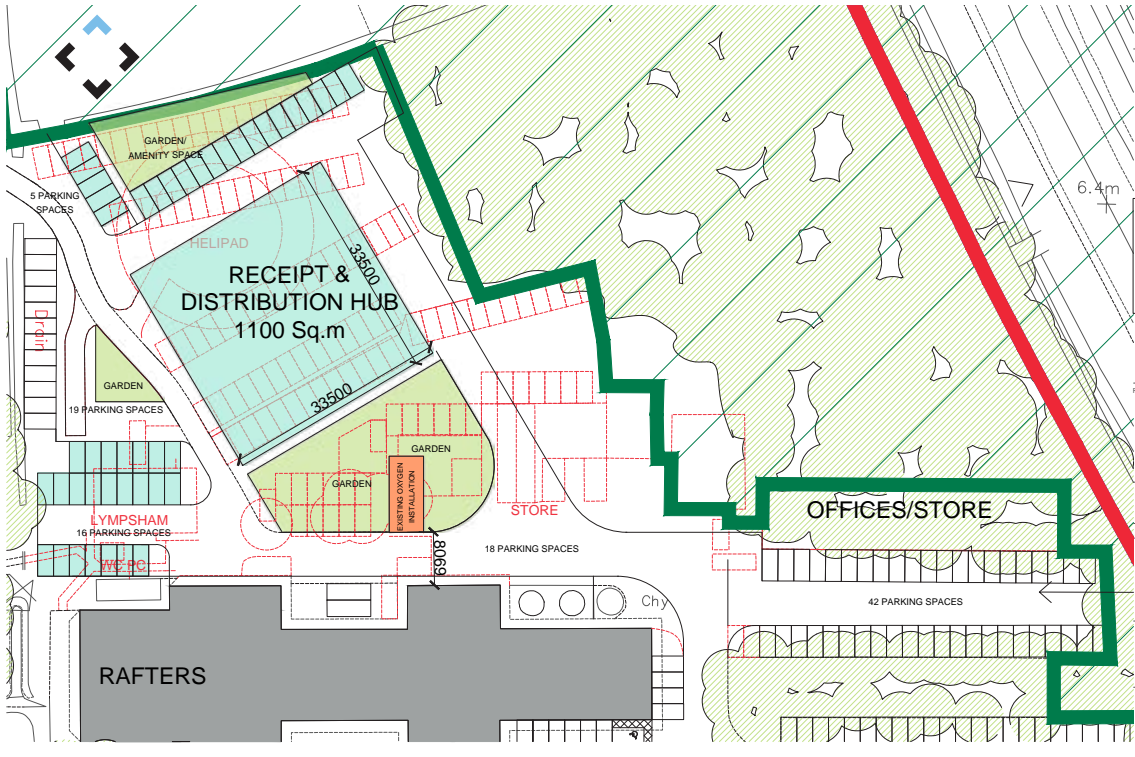 GARDEN/
AMENITY SPACE
5 PARKING
SPACES
6.4m
HELIPAD
RECEIPT &
DISTRIBUTION HUB
1100 Sq.m
33500
33500
Drain
GARDEN
19 PARKING SPACES
GARDEN
GARDEN
EXISTING OXYGEN
INSTALLATION
STORE
OFFICES/STORE
LYMPSHAM
16 PARKING SPACES
18 PARKING SPACES
8069
WC PC
42 PARKING SPACES
Chy
RAFTERS